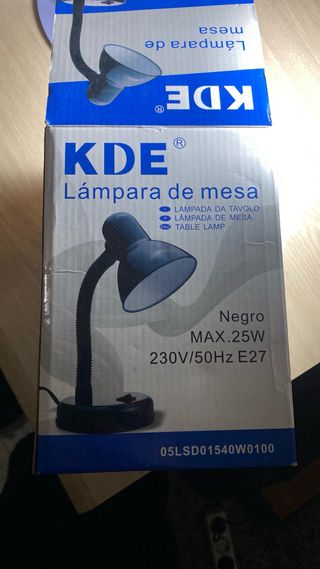 Lámpara de
mesa
KDE®
KDE®
Lámpara de mesa
I LAMPADA DA TAVOLO
P LÂMPADA DE MESA
TABLE LAMP
Negro
MAX.25W
230V/50Hz E27
05LSD01540W0100